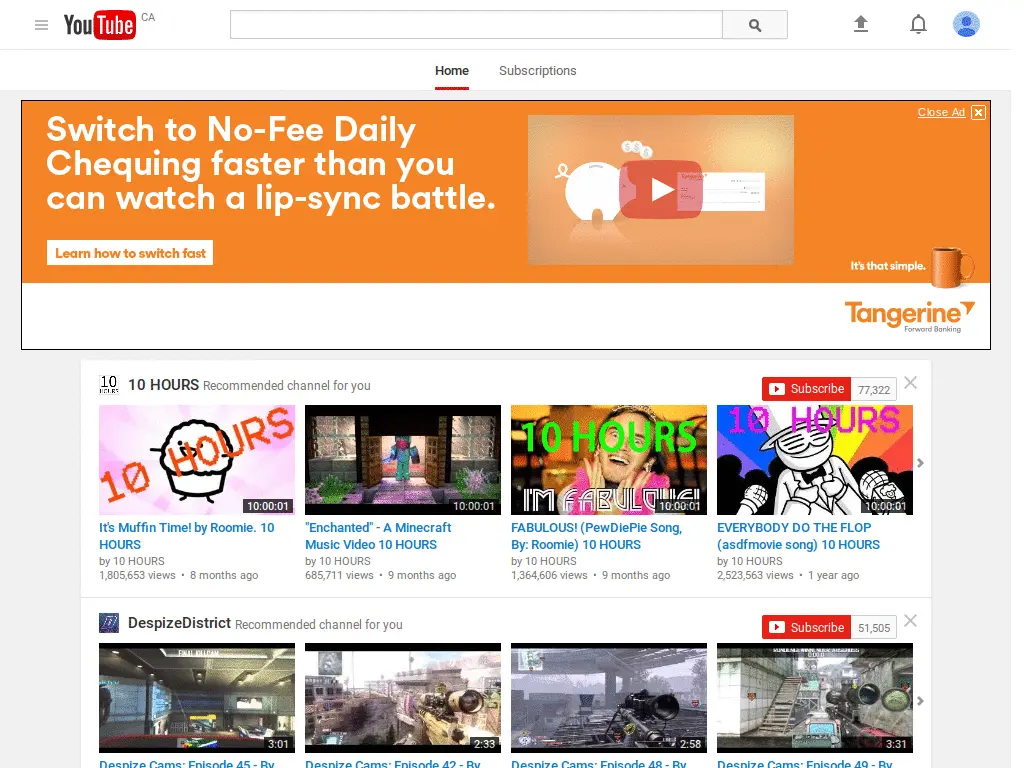 YouTube CA
Home Subscriptions
Close Ad
Switch to No-Fee Daily
Chequing faster than you
can watch a lip-sync battle.
Learn how to switch fast
It's that simple.
Tangerine
Forward Banking
10 HOURS
10 HOURS Recommended channel for you
Subscribe 77,322
10 HOURS
10:00:01
10:00:01
10 HOURS
I'M FABULOUS!
10:00:01
10 HOURS
10:00:01
It's Muffin Time! by Roomie. 10
HOURS
by 10 HOURS
1,805,653 views • 8 months ago
"Enchanted" - A Minecraft
Music Video 10 HOURS
by 10 HOURS
685,711 views • 9 months ago
FABULOUS! (PewDiePie Song,
By: Roomie) 10 HOURS
by 10 HOURS
1,364,606 views • 9 months ago
EVERYBODY DO THE FLOP
(asdfmovie song) 10 HOURS
by 10 HOURS
2,523,563 views • 1 year ago
DespizeDistrict Recommended channel for you
Subscribe 51,505
FINAL KILLCAM
3:01
2:33
2:58
3:31
Despize Cams: Episode 45 - By
Despize Cams: Episode 42 - By
Despize Cams: Episode 48 - By
Despize Cams: Episode 49 - By